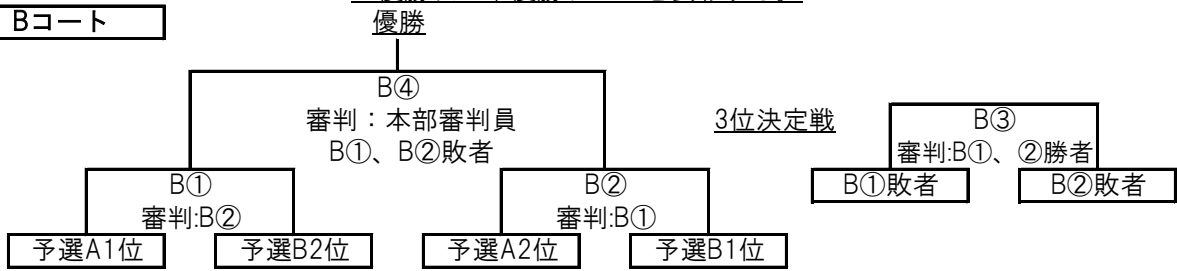 Bコート
優勝
B④
審判：本部審判員
B①、B②敗者
3位決定戦
B③
審判:B①、②勝者
B①敗者
B②敗者
B①
審判:B②
B②
審判:B①
予選A1位
予選B2位
予選A2位
予選B1位